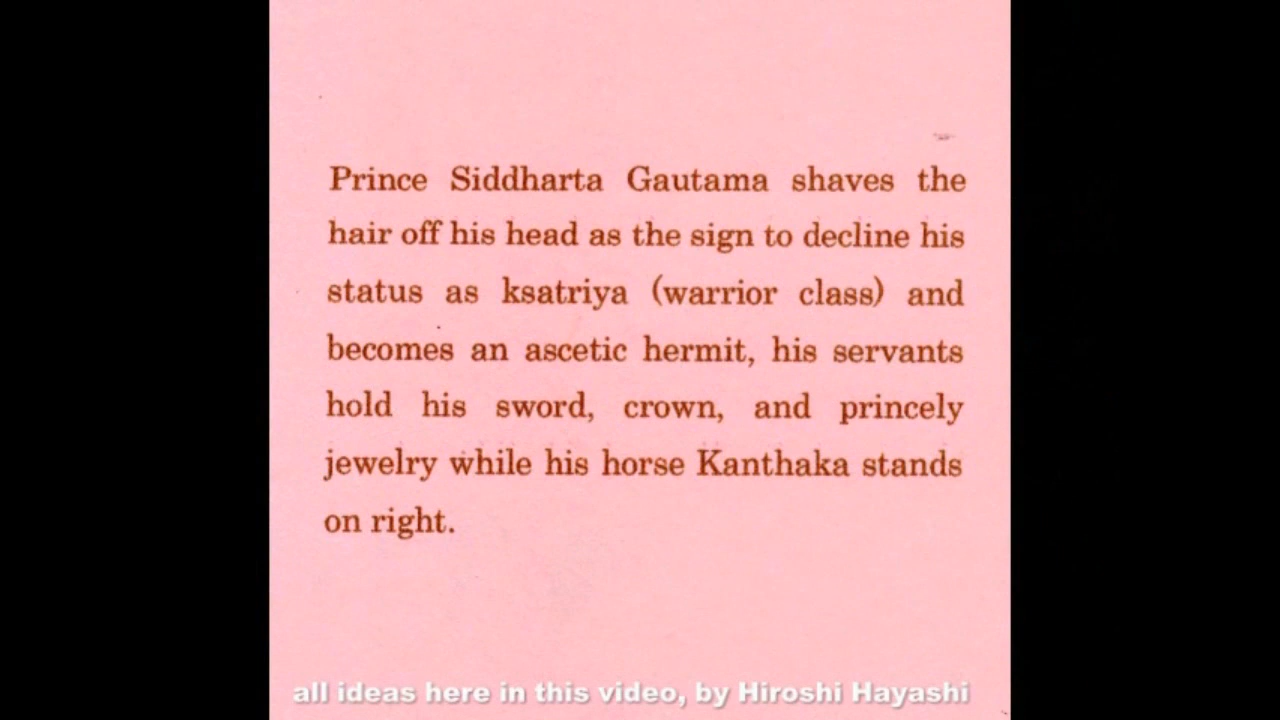 Prince Siddharta Gautama shaves the
hair off his head as the sign to decline his
status as ksatriya (warrior class) and
becomes an ascetic hermit, his servants
hold his sword, crown, and princely
jewelry while his horse Kanthaka stands
on right.
all ideas here in this video, by Hiroshi Hayashi